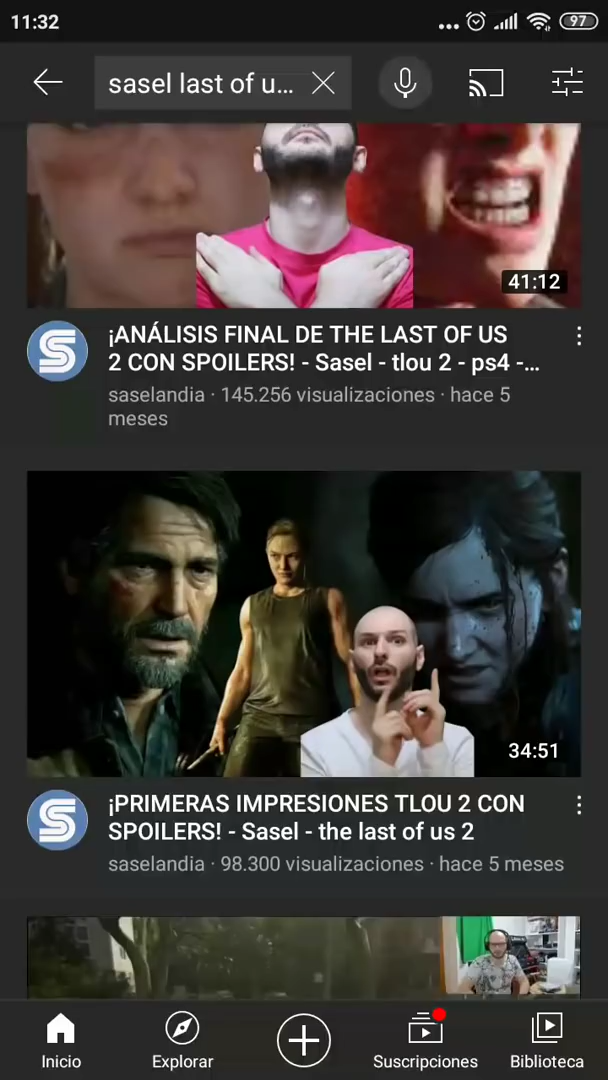 11:32
97
sasel last of u...
41:12
¡ANÁLISIS FINAL DE THE LAST OF US
2 CON SPOILERS! - Sasel - tlou 2 - ps4 -...
saselandia · 145.256 visualizaciones · hace 5
meses
34:51
¡PRIMERAS IMPRESIONES TLOU 2 CON
SPOILERS! - Sasel - the last of us 2
saselandia · 98.300 visualizaciones · hace 5 meses
Inicio
Explorar
Suscripciones
Biblioteca